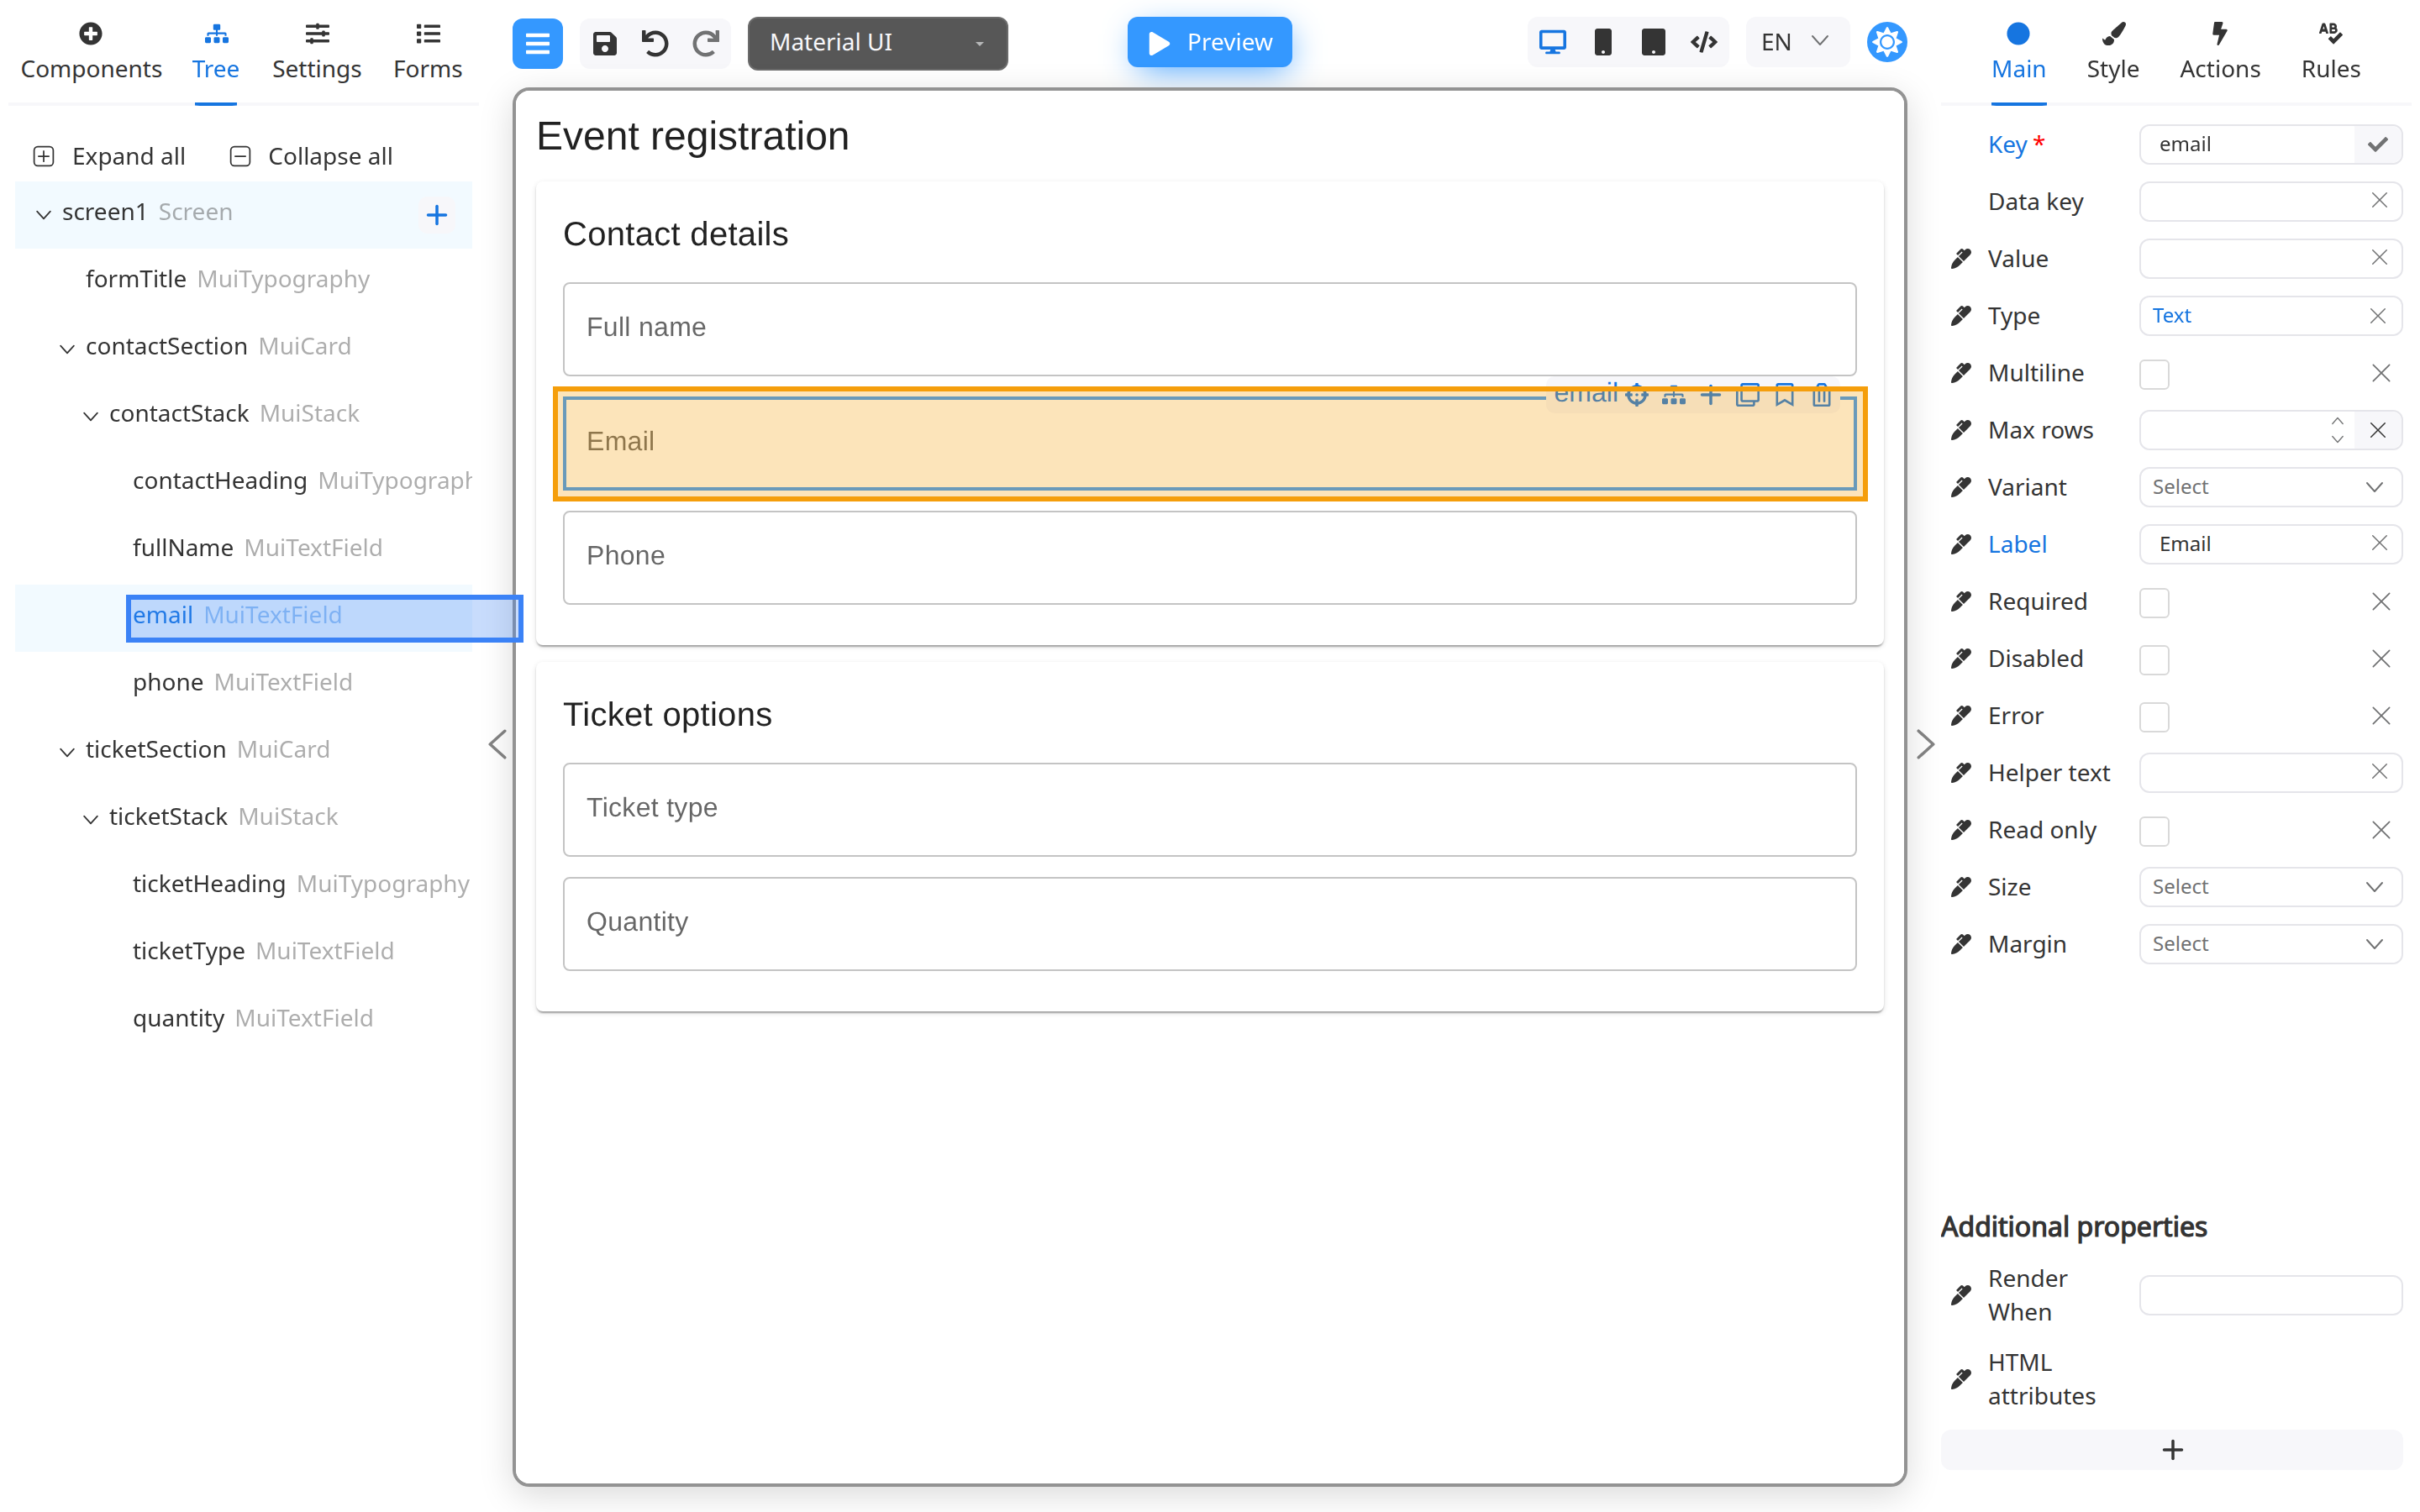 Components Tree Settings Forms
Material UI
Preview
EN
Main Style Actions Rules
Expand all Collapse all
screen1 Screen
formTitle MuiTypography
contactSection MuiCard
contactStack MuiStack
contactHeading MuiTypograph
fullName MuiTextField
email MuiTextField
phone MuiTextField
ticketSection MuiCard
ticketStack MuiStack
ticketHeading MuiTypography
ticketType MuiTextField
quantity MuiTextField
Event registration
Contact details
Full name
email
Email
Phone
Ticket options
Ticket type
Quantity
Key * email
Data key
Value
Type Text
Multiline
Max rows
Variant Select
Label Email
Required
Disabled
Error
Helper text
Read only
Size Select
Margin Select
Additional properties
Render
When
HTML
attributes